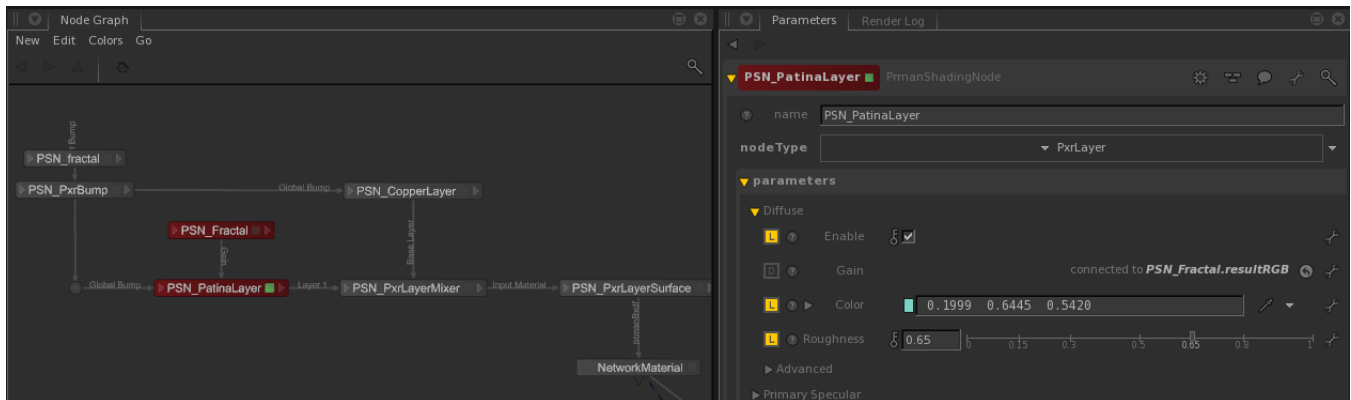 Node Graph
New Edit Colors Go
t Bump
PSN_fractal
PSN_PxrBump
Global Bump
PSN_CopperLayer
PSN_Fractal
Gain
Base Layer
Global Bump
PSN_PatinaLayer
Layer 1
PSN_PxrLayerMixer
Input Material
PSN_PxrLayerSurface
prmanBxdf
NetworkMaterial
Parameters Render Log
PSN_PatinaLayer PrmanShadingNode
name PSN_PatinaLayer
nodeType PxrLayer
parameters
Diffuse
L Enable
D Gain connected to PSN_Fractal.resultRGB
L Color 0.1999 0.6445 0.5420
L Roughness 0.65 0 0.15 0.3 0.5 0.65 0.8 1
Advanced
Primary Specular